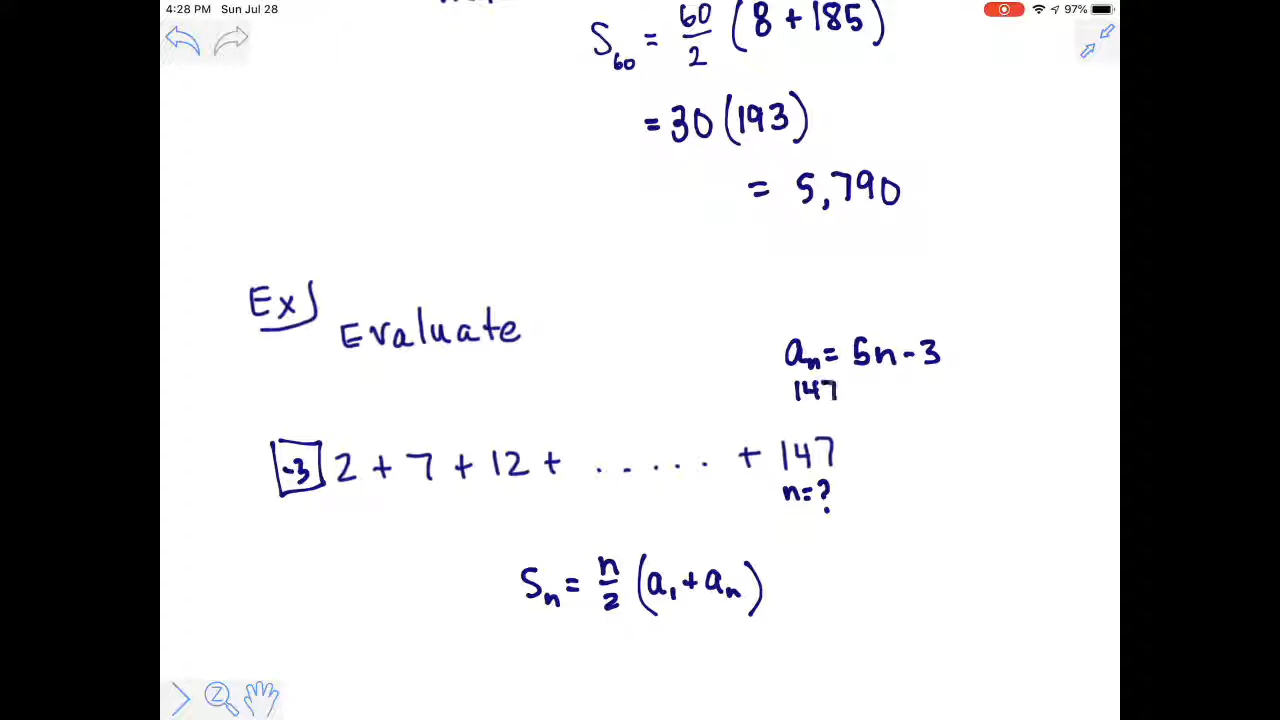 4:28 PM Sun Jul 28
97%
S₆₀ = 60/2 (8 + 185)
= 30 (193)
= 5,790
Ex)
Evaluate
aₙ = 5n - 3
147
-3 2 + 7 + 12 + ...... + 147
n = ?
Sₙ = n/2 (a₁ + aₙ)
Z